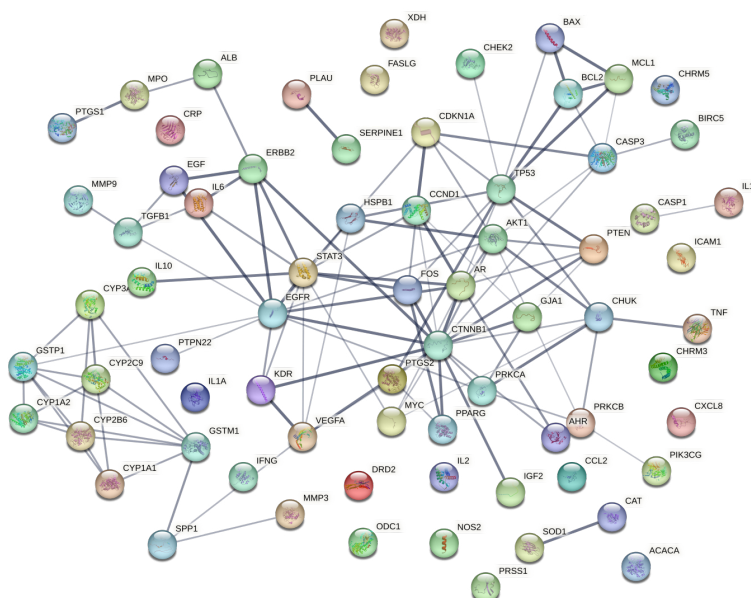 XDH
BAX
ALB
FASLG
CHEK2
MCL1
MPO
PLAU
BCL2
CHRM5
PTGS1
CRP
CDKN1A
BIRC5
SERPINE1
CASP3
ERBB2
EGF
TP53
MMP9
IL6
HSPB1
CCND1
CASP1
TGFB1
AKT1
PTEN
ICAM1
STAT3
IL10
FOS
AR
CYP3A
EGFR
GJA1
CHUK
TNF
GSTP1
PTPN22
CTNNB1
CYP2C9
CHRM3
PTGS2
CYP1A2
IL1A
KDR
PRKCA
CYP2B6
MYC
PPARG
AHR
PRKCB
CXCL8
GSTM1
VEGFA
CYP1A1
IFNG
DRD2
IL2
IGF2
CCL2
PIK3CG
SPP1
MMP3
CAT
ODC1
NOS2
SOD1
PRSS1
ACACA